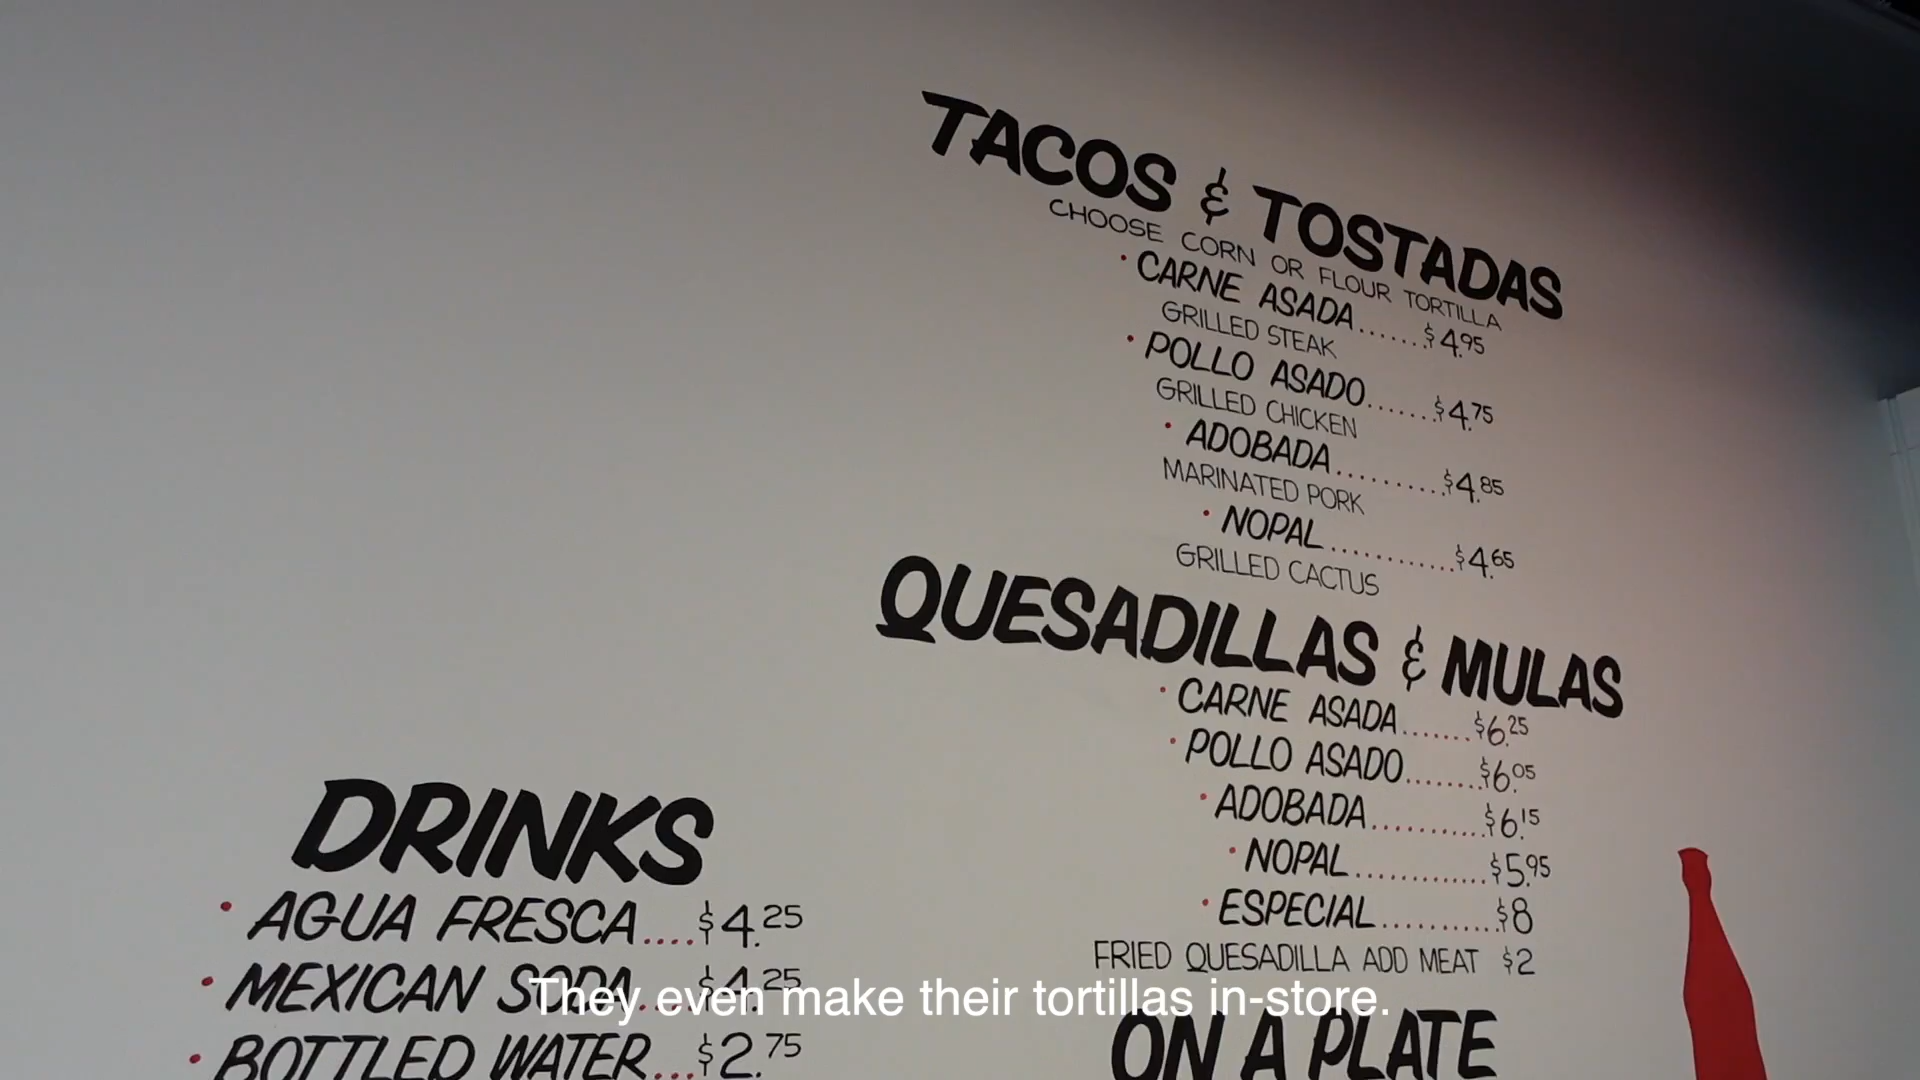 TACOS & TOSTADAS
CHOOSE CORN OR FLOUR TORTILLA
• CARNE ASADA.......$4.95
GRILLED STEAK
• POLLO ASADO.......$4.75
GRILLED CHICKEN
• ADOBADA...........$4.85
MARINATED PORK
• NOPAL............$4.65
GRILLED CACTUS
QUESADILLAS & MULAS
• CARNE ASADA.......$6.25
• POLLO ASADO.......$6.05
• ADOBADA...........$6.15
• NOPAL.............$5.95
• ESPECIAL...........$8
FRIED QUESADILLA ADD MEAT $2
ON A PLATE
DRINKS
• AGUA FRESCA....$4.25
• MEXICAN SODA....$4.25
• BOTTLED WATER...$2.75
They even make their tortillas in-store.